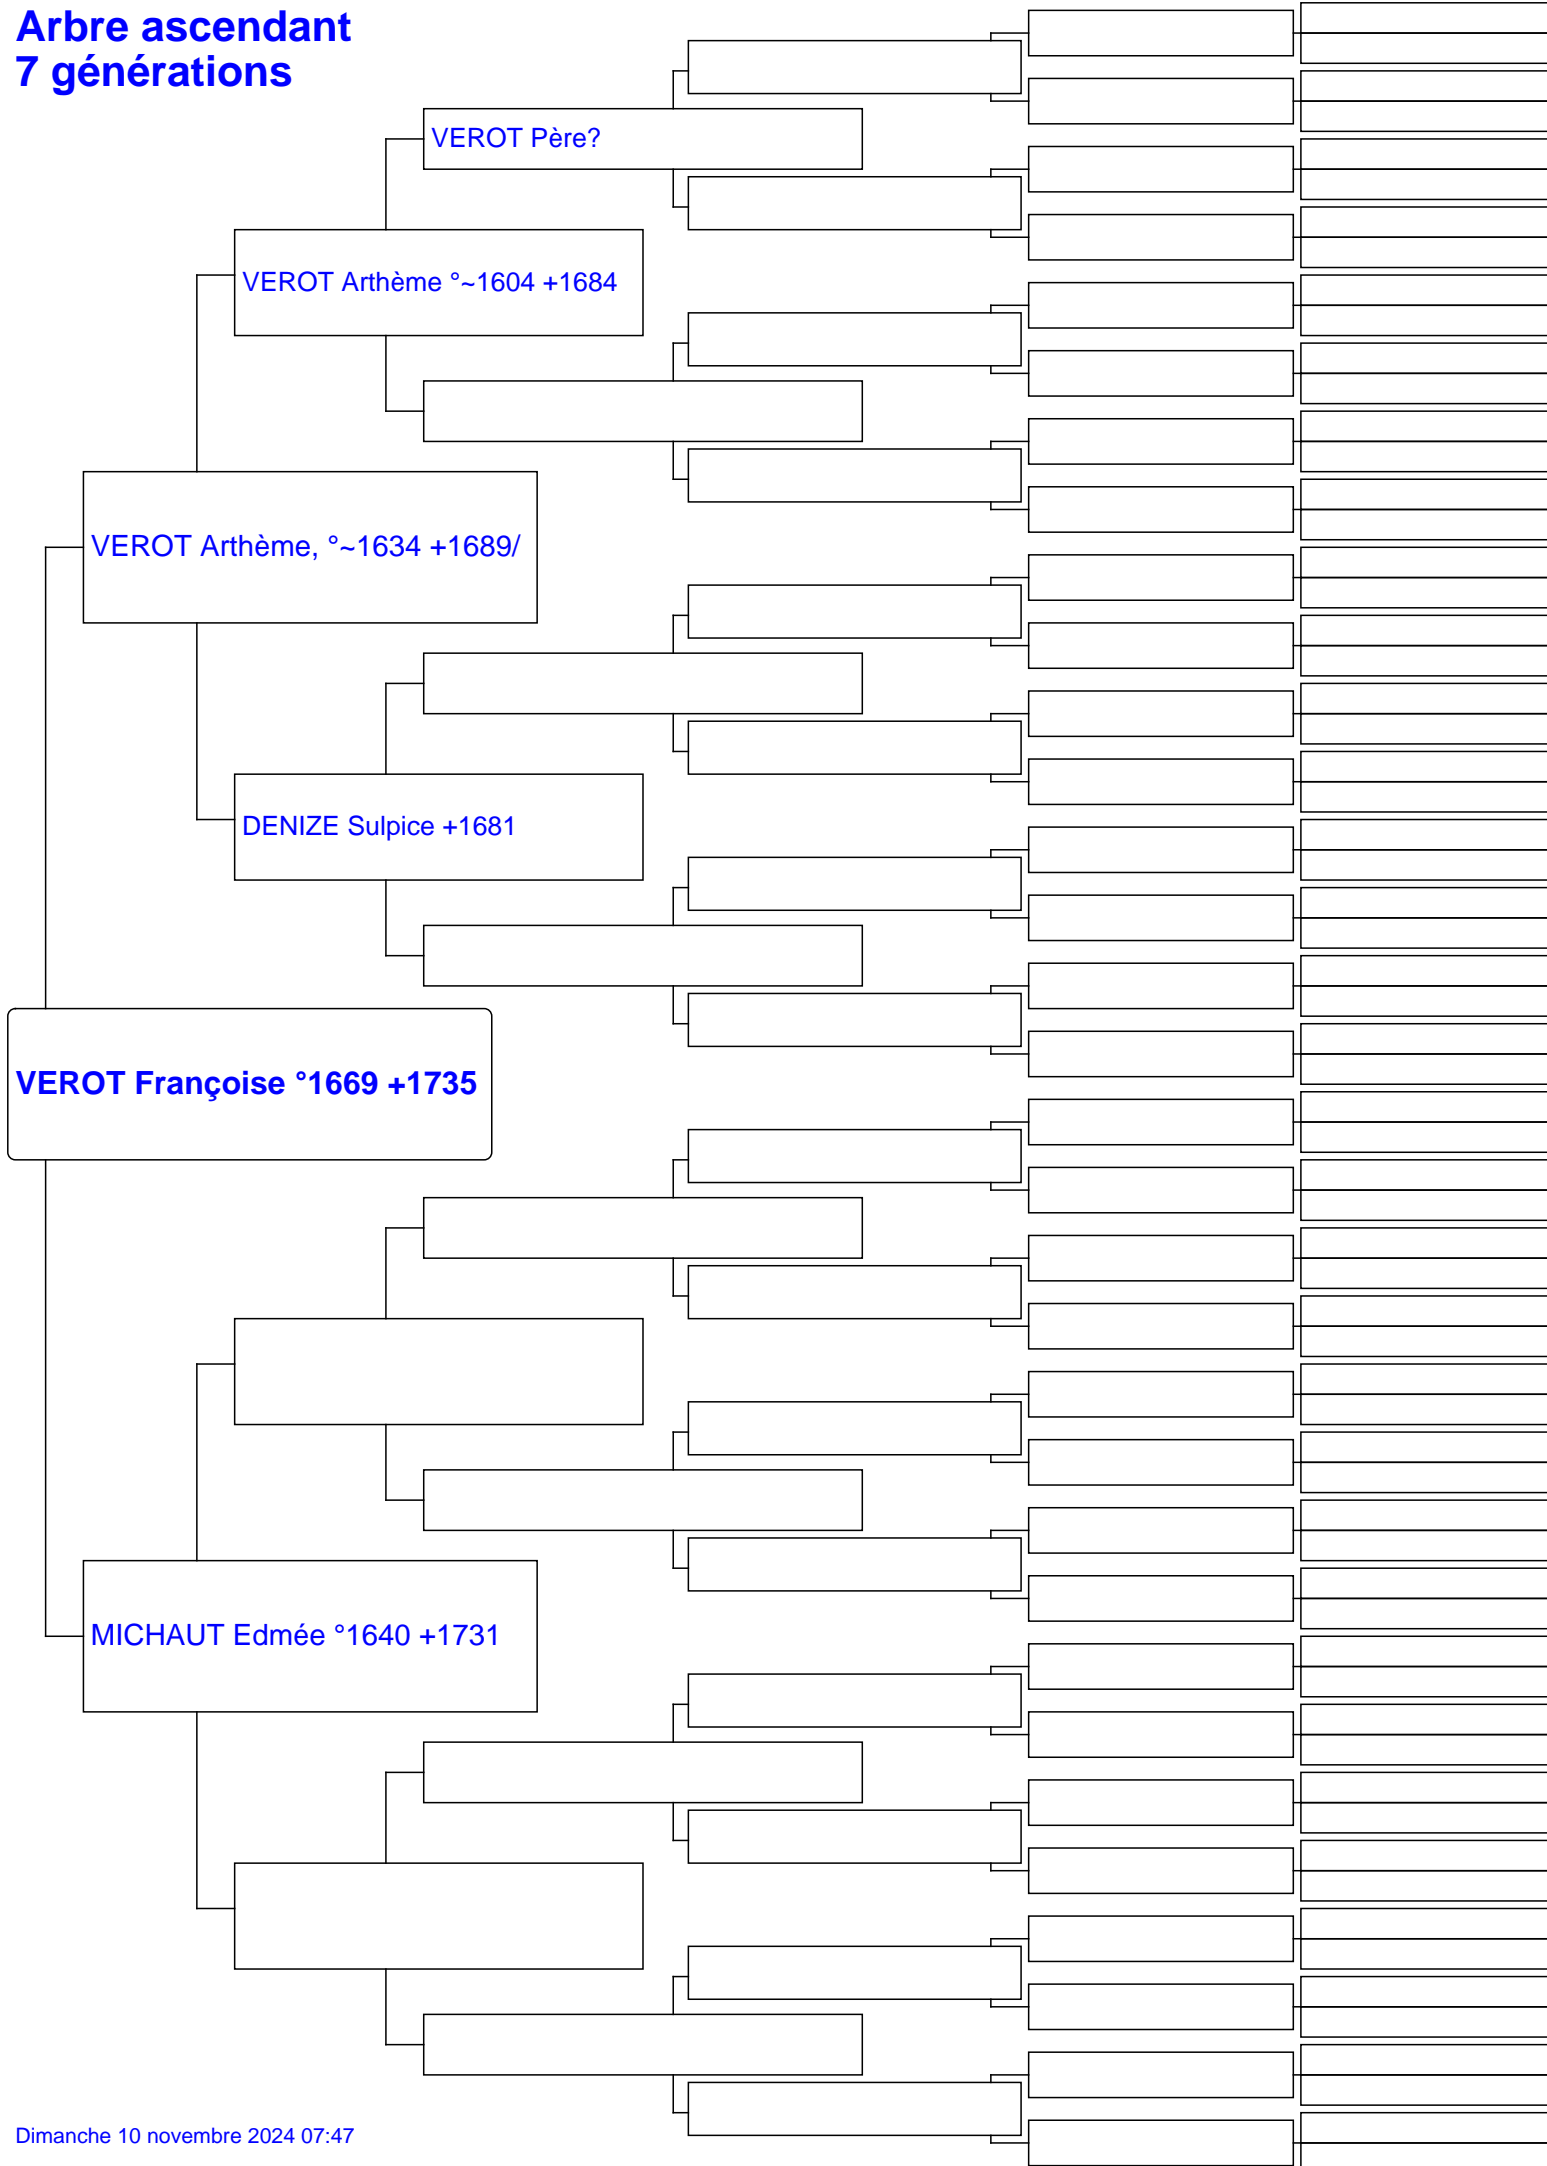 Arbre ascendant
7 générations
VEROT Père?
VEROT Arthème °~1604 +1684
VEROT Arthème, °~1634 +1689/
DENIZE Sulpice +1681
VEROT Françoise °1669 +1735
MICHAUT Edmée °1640 +1731
Dimanche 10 novembre 2024 07:47